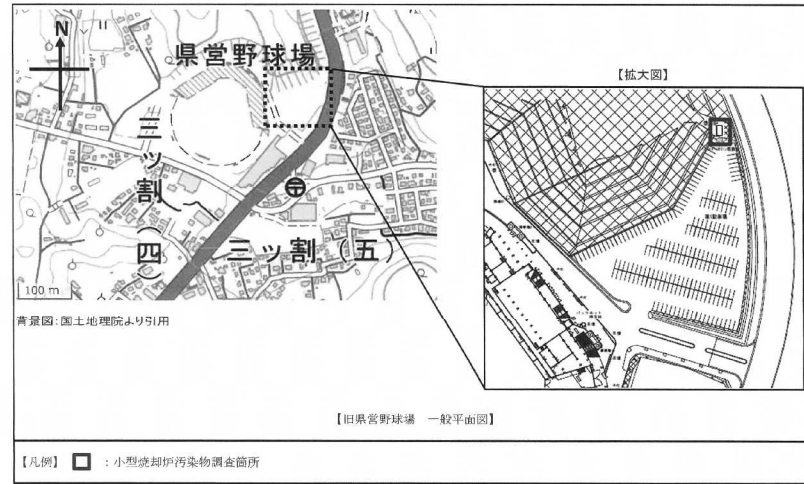 N
県営野球場
三ッ割(四)
三ッ割(五)
100 m
背景図:国土地理院より引用
【拡大図】
【旧県営野球場 一般平面図】
【凡例】 : 小型焼却炉汚染物調査箇所